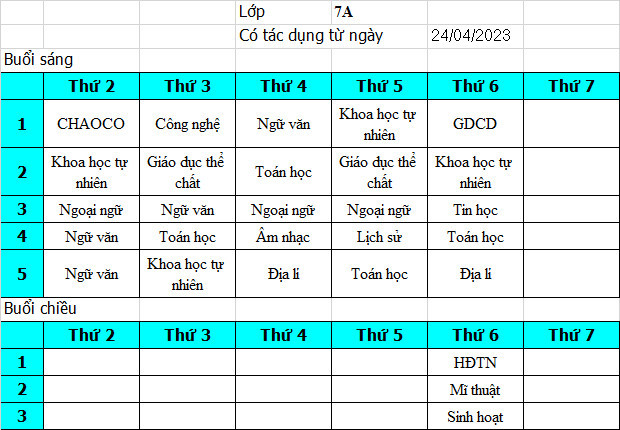 Lớp 7A
Có tác dụng từ ngày 24/04/2023
Buổi sáng
Thứ 2 Thứ 3 Thứ 4 Thứ 5 Thứ 6 Thứ 7
1 CHAOCO Công nghệ Ngữ văn Khoa học tự nhiên GDCD
2 Khoa học tự nhiên Giáo dục thể chất Toán học Giáo dục thể chất Khoa học tự nhiên
3 Ngoại ngữ Ngữ văn Ngoại ngữ Ngoại ngữ Tin học
4 Ngữ văn Toán học Âm nhạc Lịch sử Toán học
5 Ngữ văn Khoa học tự nhiên Địa lí Toán học Địa lí
Buổi chiều
Thứ 2 Thứ 3 Thứ 4 Thứ 5 Thứ 6 Thứ 7
1 HĐTN
2 Mĩ thuật
3 Sinh hoạt